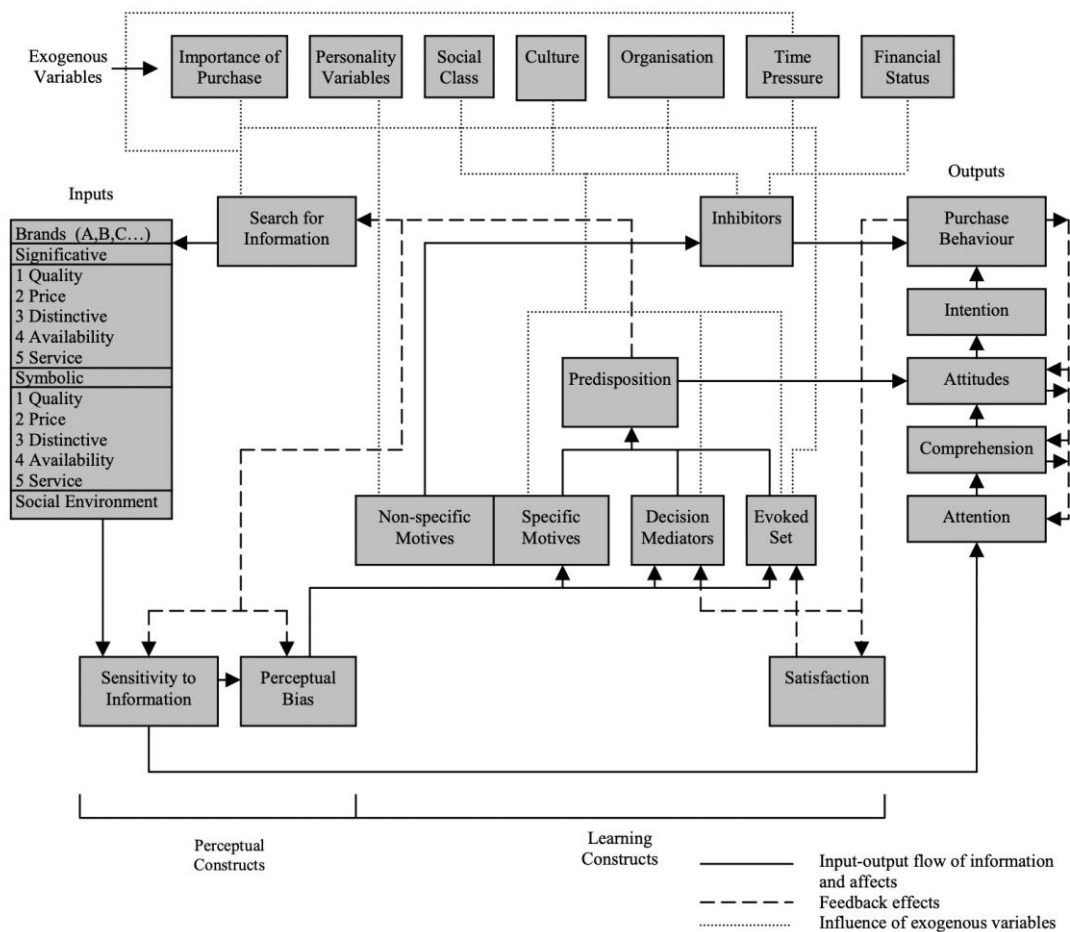 Exogenous
Variables
Importance of
Purchase
Personality
Variables
Social
Class
Culture
Organisation
Time
Pressure
Financial
Status
Inputs
Outputs
Brands (A,B,C…)
Significative
1 Quality
2 Price
3 Distinctive
4 Availability
5 Service
Symbolic
1 Quality
2 Price
3 Distinctive
4 Availability
5 Service
Social Environment
Search for
Information
Inhibitors
Purchase
Behaviour
Intention
Predisposition
Attitudes
Comprehension
Attention
Non-specific
Motives
Specific
Motives
Decision
Mediators
Evoked
Set
Sensitivity to
Information
Perceptual
Bias
Satisfaction
Perceptual
Constructs
Learning
Constructs
Input-output flow of information
and affects
Feedback effects
Influence of exogenous variables